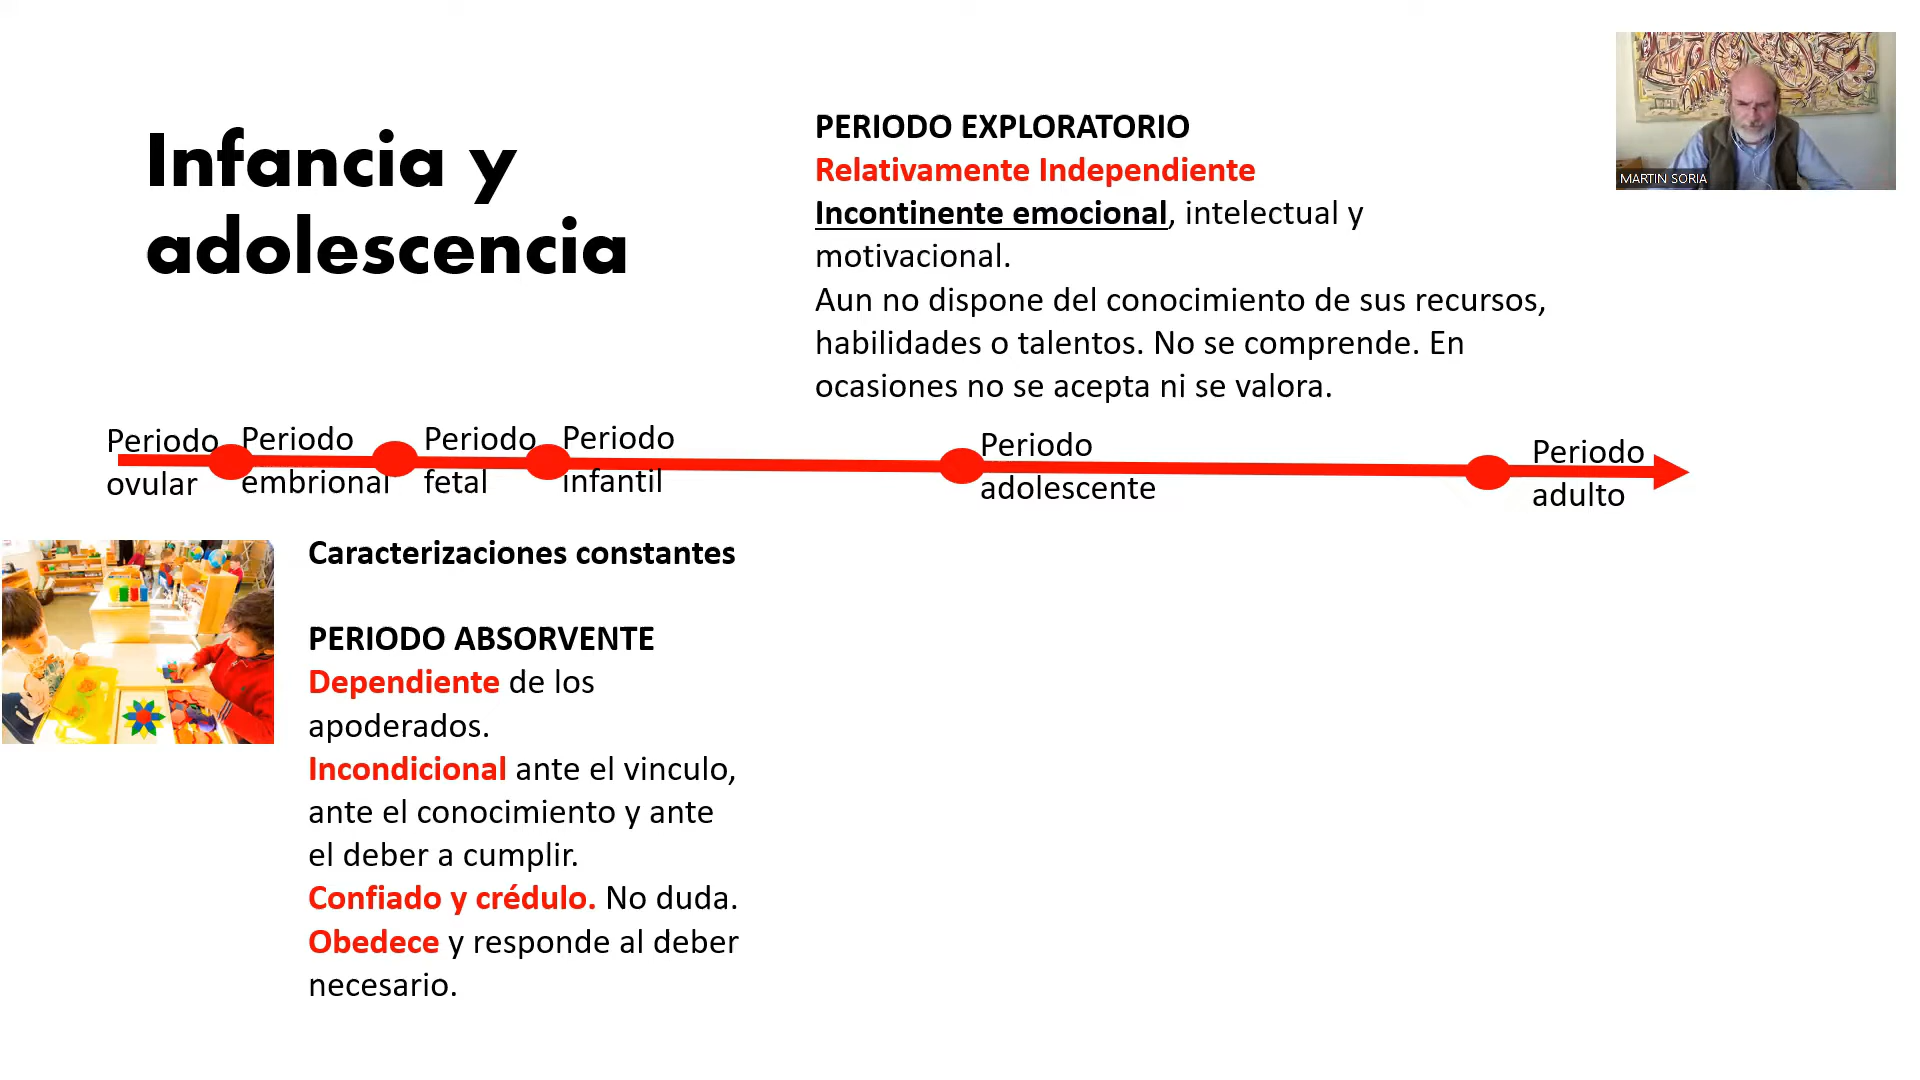 Infancia y
adolescencia
PERIODO EXPLORATORIO
Relativamente Independiente
Incontinente emocional, intelectual y
motivacional.
Aun no dispone del conocimiento de sus recursos,
habilidades o talentos. No se comprende. En
ocasiones no se acepta ni se valora.
MARTIN SORIA
Periodo
ovular
Periodo
embrional
Periodo
fetal
Periodo
infantil
Periodo
adolescente
Periodo
adulto
Caracterizaciones constantes
PERIODO ABSORVENTE
Dependiente de los
apoderados.
Incondicional ante el vinculo,
ante el conocimiento y ante
el deber a cumplir.
Confiado y crédulo. No duda.
Obedece y responde al deber
necesario.